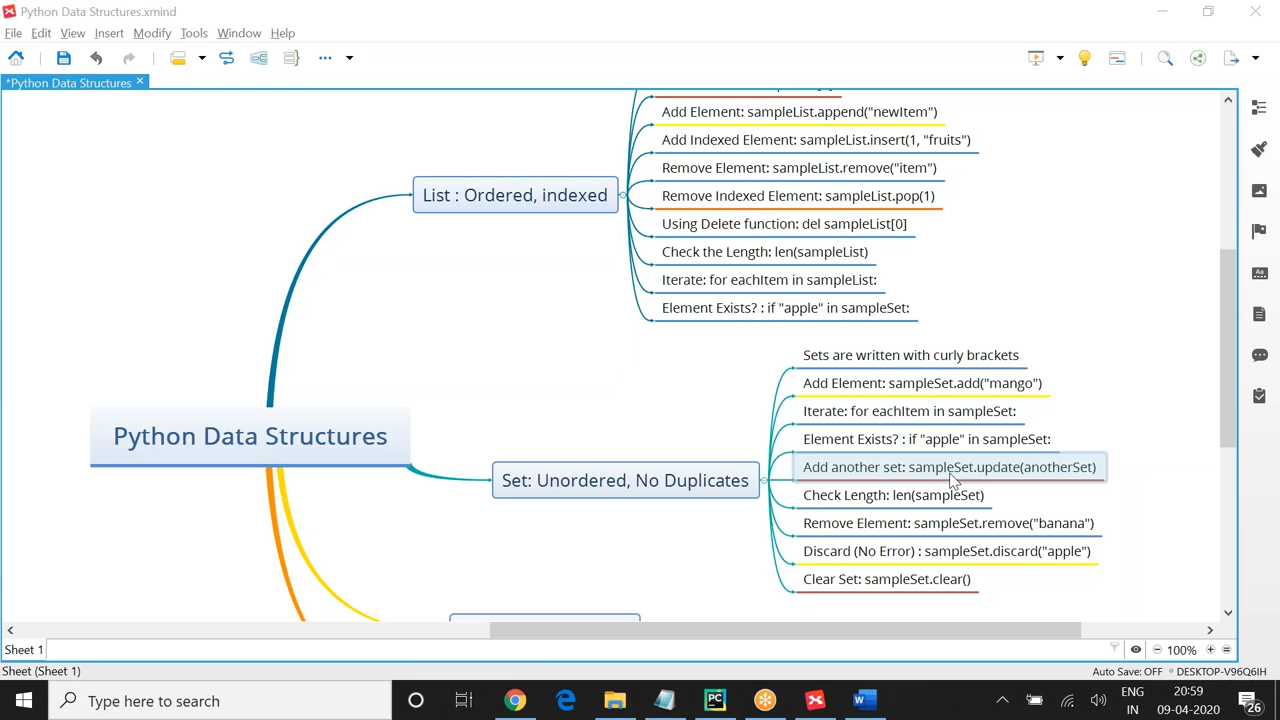 Python Data Structures.xmind
File Edit View Insert Modify Tools Window Help
*Python Data Structures
Add Element: sampleList.append("newItem")
Add Indexed Element: sampleList.insert(1, "fruits")
Remove Element: sampleList.remove("item")
List : Ordered, indexed
Remove Indexed Element: sampleList.pop(1)
Using Delete function: del sampleList[0]
Check the Length: len(sampleList)
Iterate: for eachItem in sampleList:
Element Exists? : if "apple" in sampleSet:
Python Data Structures
Set: Unordered, No Duplicates
Sets are written with curly brackets
Add Element: sampleSet.add("mango")
Iterate: for eachItem in sampleSet:
Element Exists? : if "apple" in sampleSet:
Add another set: sampleSet.update(anotherSet)
Check Length: len(sampleSet)
Remove Element: sampleSet.remove("banana")
Discard (No Error) : sampleSet.discard("apple")
Clear Set: sampleSet.clear()
Sheet 1
100%
Sheet (Sheet 1)
Auto Save: OFF
DESKTOP-V96Q6IH
Type here to search
ENG
IN
20:59
09-04-2020
26